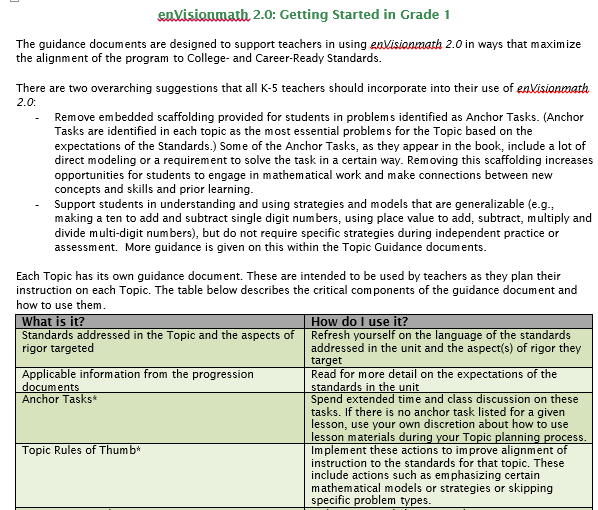 enVisionmath 2.0: Getting Started in Grade 1
The guidance documents are designed to support teachers in using enVisionmath 2.0 in ways that maximize
the alignment of the program to College- and Career-Ready Standards.
There are two overarching suggestions that all K-5 teachers should incorporate into their use of enVisionmath
2.0:
- Remove embedded scaffolding provided for students in problems identified as Anchor Tasks. (Anchor
Tasks are identified in each topic as the most essential problems for the Topic based on the
expectations of the Standards.) Some of the Anchor Tasks, as they appear in the book, include a lot of
direct modeling or a requirement to solve the task in a certain way. Removing this scaffolding increases
opportunities for students to engage in mathematical work and make connections between new
concepts and skills and prior learning.
- Support students in understanding and using strategies and models that are generalizable (e.g.,
making a ten to add and subtract single digit numbers, using place value to add, subtract, multiply and
divide multi-digit numbers), but do not require specific strategies during independent practice or
assessment. More guidance is given on this within the Topic Guidance documents.
Each Topic has its own guidance document. These are intended to be used by teachers as they plan their
instruction on each Topic. The table below describes the critical components of the guidance document and
how to use them.
What is it?
How do I use it?
Standards addressed in the Topic and the aspects of
rigor targeted
Refresh yourself on the language of the standards
addressed in the unit and the aspect(s) of rigor they
target
Applicable information from the progression
documents
Read for more detail on the expectations of the
standards in the unit
Anchor Tasks*
Spend extended time and class discussion on these
tasks. If there is no anchor task listed for a given
lesson, use your own discretion about how to use
lesson materials during your Topic planning process.
Topic Rules of Thumb*
Implement these actions to improve alignment of
instruction to the standards for that topic. These
include actions such as emphasizing certain
mathematical models or strategies or skipping
specific problem types.